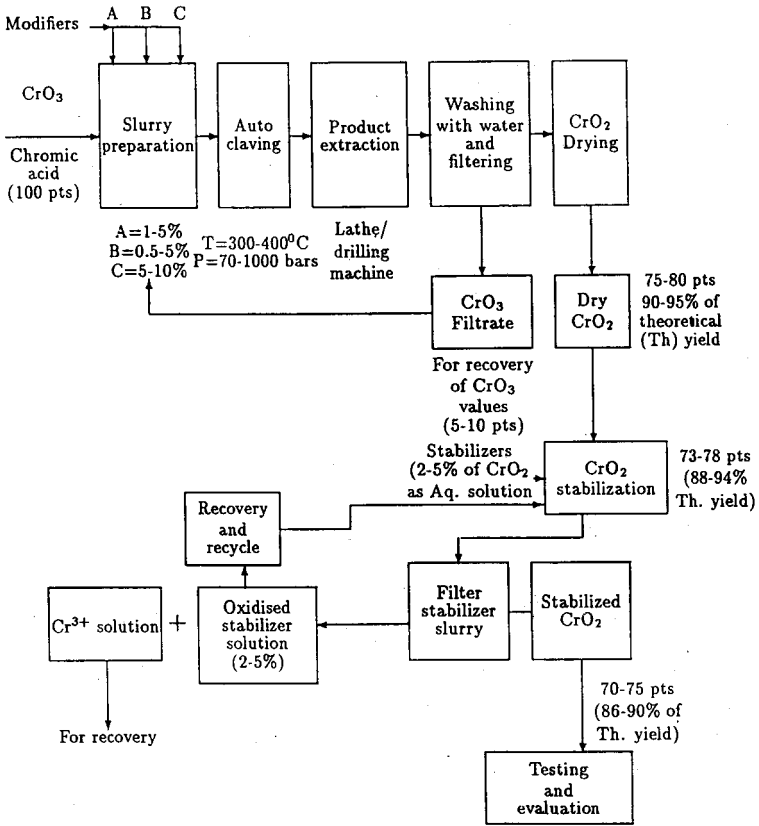 Modifiers
A B C
CrO3
Chromic
acid
(100 pts)
Slurry
preparation
Auto
claving
Product
extraction
Washing
with water
and
filtering
CrO2
Drying
A=1-5%
B=0.5-5%
C=5-10%
T=300-400⁰C
P=70-1000 bars
Lathe/
drilling
machine
CrO3
Filtrate
Dry
CrO2
75-80 pts
90-95% of
theoretical
(Th) yield
For recovery
of CrO3
values
(5-10 pts)
Stabilizers
(2-5% of CrO2
as Aq. solution
CrO2
stabilization
73-78 pts
(88-94%
Th. yield)
Recovery
and
recycle
Filter
stabilizer
slurry
Stabilized
CrO2
Cr3+ solution
+
Oxidised
stabilizer
solution
(2-5%)
For recovery
70-75 pts
(86-90% of
Th. yield)
Testing
and
evaluation